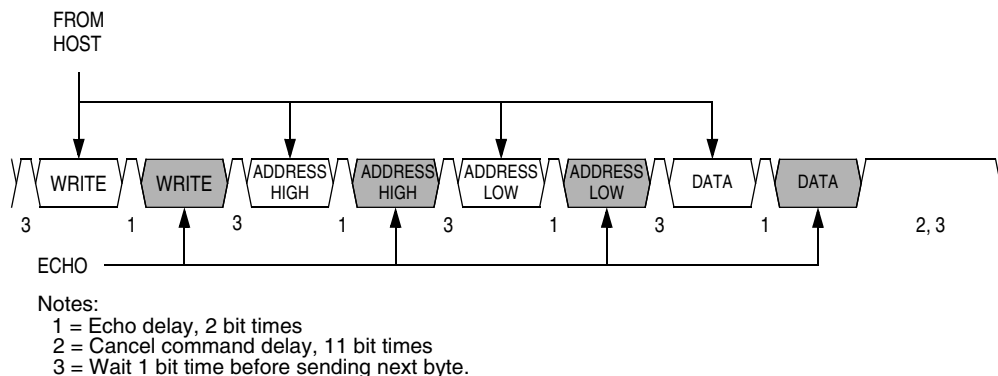 FROM
HOST
WRITE WRITE ADDRESS HIGH ADDRESS HIGH ADDRESS LOW ADDRESS LOW DATA DATA
3 1 3 1 3 1 3 1 2, 3
ECHO
Notes:
1 = Echo delay, 2 bit times
2 = Cancel command delay, 11 bit times
3 = Wait 1 bit time before sending next byte.